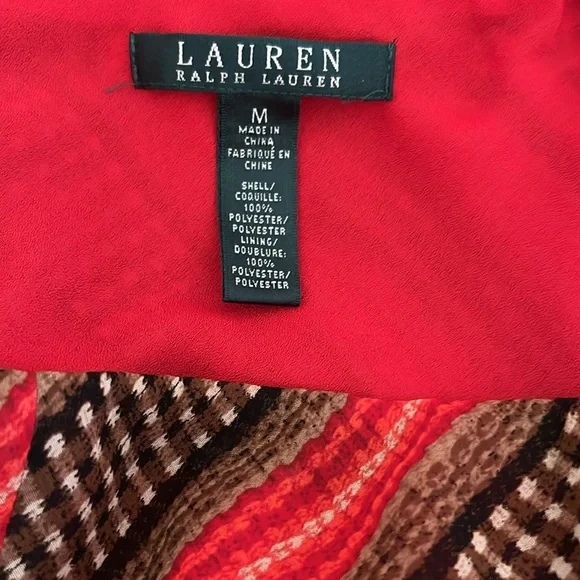 LAUREN
RALPH LAUREN
M
MADE IN
CHINA
FABRIQUÉ EN
CHINE
SHELL/
COQUILLE:
100%
POLYESTER/
POLYESTER
LINING/
DOUBLURE:
100%
POLYESTER/
POLYESTER